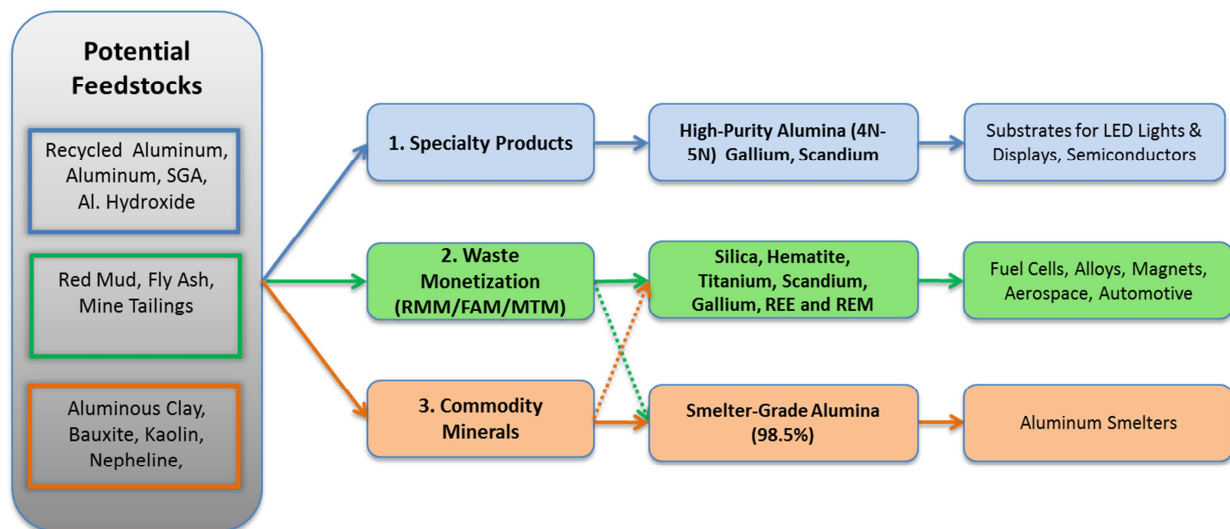 Potential
Feedstocks
Recycled Aluminum,
Aluminum, SGA,
Al. Hydroxide
Red Mud, Fly Ash,
Mine Tailings
Aluminous Clay,
Bauxite, Kaolin,
Nepheline,
1. Specialty Products
High-Purity Alumina (4N-
5N) Gallium, Scandium
Substrates for LED Lights &
Displays, Semiconductors
2. Waste
Monetization
(RMM/FAM/MTM)
Silica, Hematite,
Titanium, Scandium,
Gallium, REE and REM
Fuel Cells, Alloys, Magnets,
Aerospace, Automotive
3. Commodity
Minerals
Smelter-Grade Alumina
(98.5%)
Aluminum Smelters